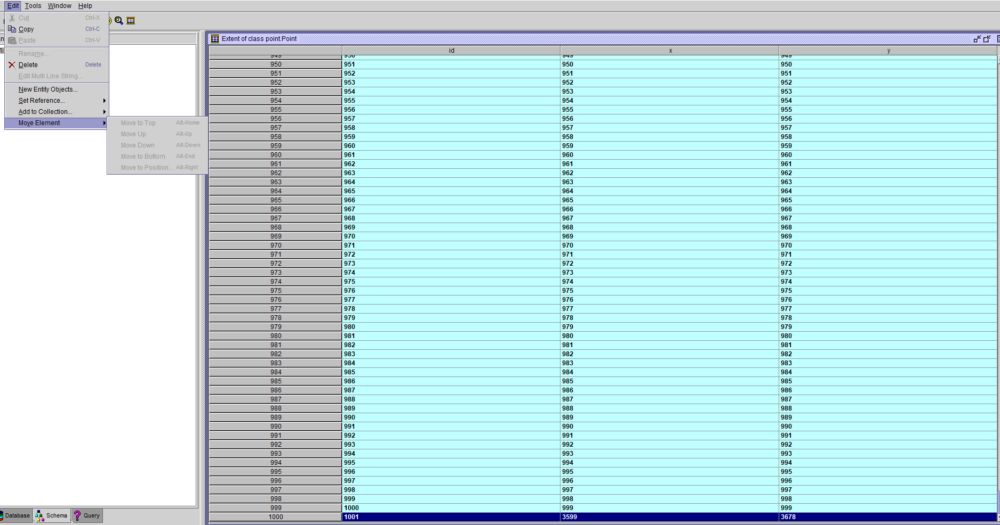 Edit Tools Window Help
Cut Ctrl-X
Copy Ctrl-C
Paste Ctrl-V
Rename...
Delete Delete
Edit Multi Line String...
New Entity Objects...
Set Reference...
Add to Collection...
Move Element
Move to Top Alt-Home
Move Up Alt-Up
Move Down Alt-Down
Move to Bottom Alt-End
Move to Position... Alt-Right
Extent of class point.Point
id x y
949 950 949 949
950 951 950 950
951 952 951 951
952 953 952 952
953 954 953 953
954 955 954 954
955 956 955 955
956 957 956 956
957 958 957 957
958 959 958 958
959 960 959 959
960 961 960 960
961 962 961 961
962 963 962 962
963 964 963 963
964 965 964 964
965 966 965 965
966 967 966 966
967 968 967 967
968 969 968 968
969 970 969 969
970 971 970 970
971 972 971 971
972 973 972 972
973 974 973 973
974 975 974 974
975 976 975 975
976 977 976 976
977 978 977 977
978 979 978 978
979 980 979 979
980 981 980 980
981 982 981 981
982 983 982 982
983 984 983 983
984 985 984 984
985 986 985 985
986 987 986 986
987 988 987 987
988 989 988 988
989 990 989 989
990 991 990 990
991 992 991 991
992 993 992 992
993 994 993 993
994 995 994 994
995 996 995 995
996 997 996 996
997 998 997 997
998 999 998 998
999 1000 999 999
1000 1001 3599 3678
Database Schema Query